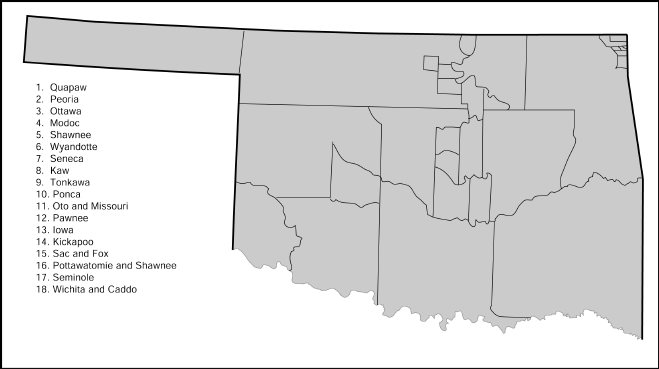 1. Quapaw
2. Peoria
3. Ottawa
4. Modoc
5. Shawnee
6. Wyandotte
7. Seneca
8. Kaw
9. Tonkawa
10. Ponca
11. Oto and Missouri
12. Pawnee
13. Iowa
14. Kickapoo
15. Sac and Fox
16. Pottawatomie and Shawnee
17. Seminole
18. Wichita and Caddo